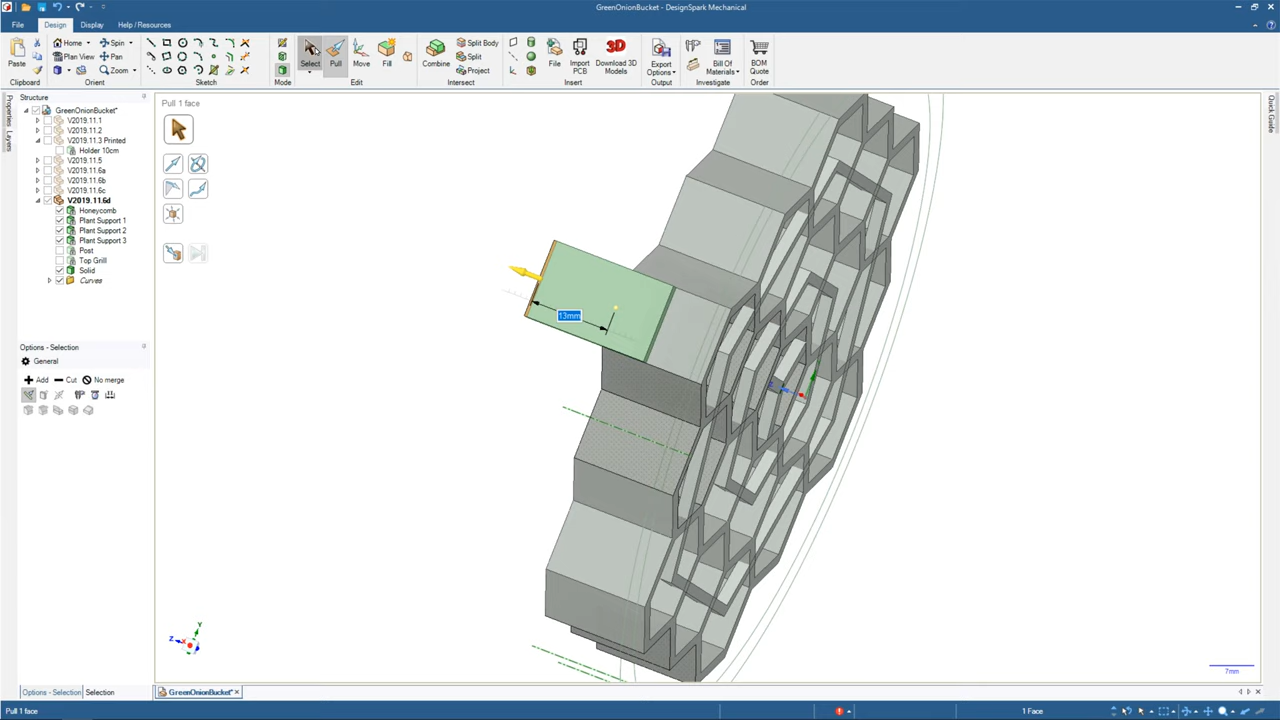 GreenOnionBucket - DesignSpark Mechanical
File
Design
Display
Help / Resources
Paste
Clipboard
Home
Plan View
Spin
Pan
Zoom
Orient
Sketch
Mode
Select
Pull
Move
Fill
Edit
Combine
Split Body
Split
Project
Intersect
File
Import PCB
Download 3D Models
Insert
Export Options
Output
Bill Of Materials
Investigate
BOM Quote
Order
Properties
Layers
Structure
GreenOnionBucket*
V2019.11.1
V2019.11.2
V2019.11.3 Printed
Holder 10cm
V2019.11.5
V2019.11.6a
V2019.11.6b
V2019.11.6c
V2019.11.6d
Honeycomb
Plant Support 1
Plant Support 2
Plant Support 3
Post
Top Grill
Solid
Curves
Options - Selection
General
Add
Cut
No merge
Pull 1 face
13mm
Quick Guide
Y
Z
7mm
Options - Selection
Selection
GreenOnionBucket*
Pull 1 face
1 Face